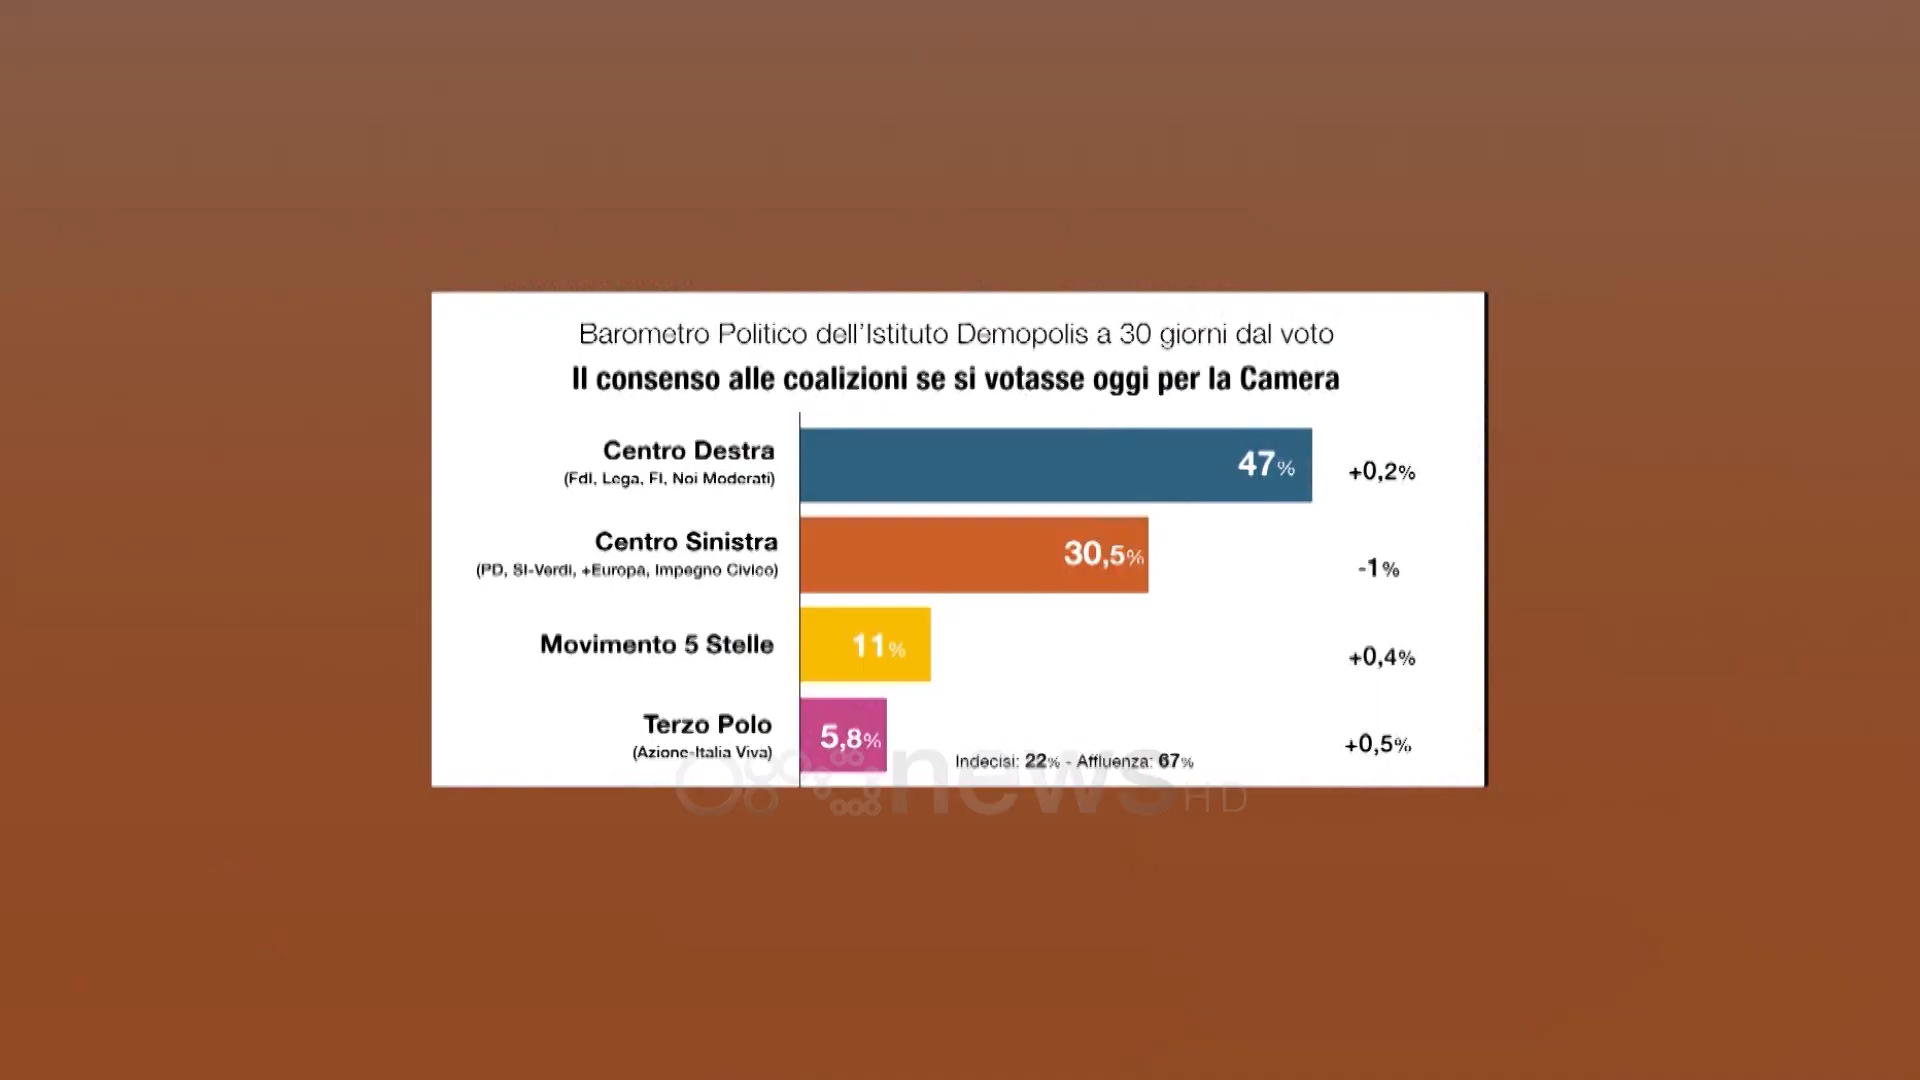 Barometro Politico dell'Istituto Demopolis a 30 giorni dal voto
Il consenso alle coalizioni se si votasse oggi per la Camera
Centro Destra
(FdI, Lega, FI, Noi Moderati)
47%
+0,2%
Centro Sinistra
(PD, SI-Verdi, +Europa, Impegno Civico)
30,5%
-1%
Movimento 5 Stelle
11%
+0,4%
Terzo Polo
(Azione-Italia Viva)
5,8%
+0,5%
Indecisi: 22% - Affluenza: 67%
news HD